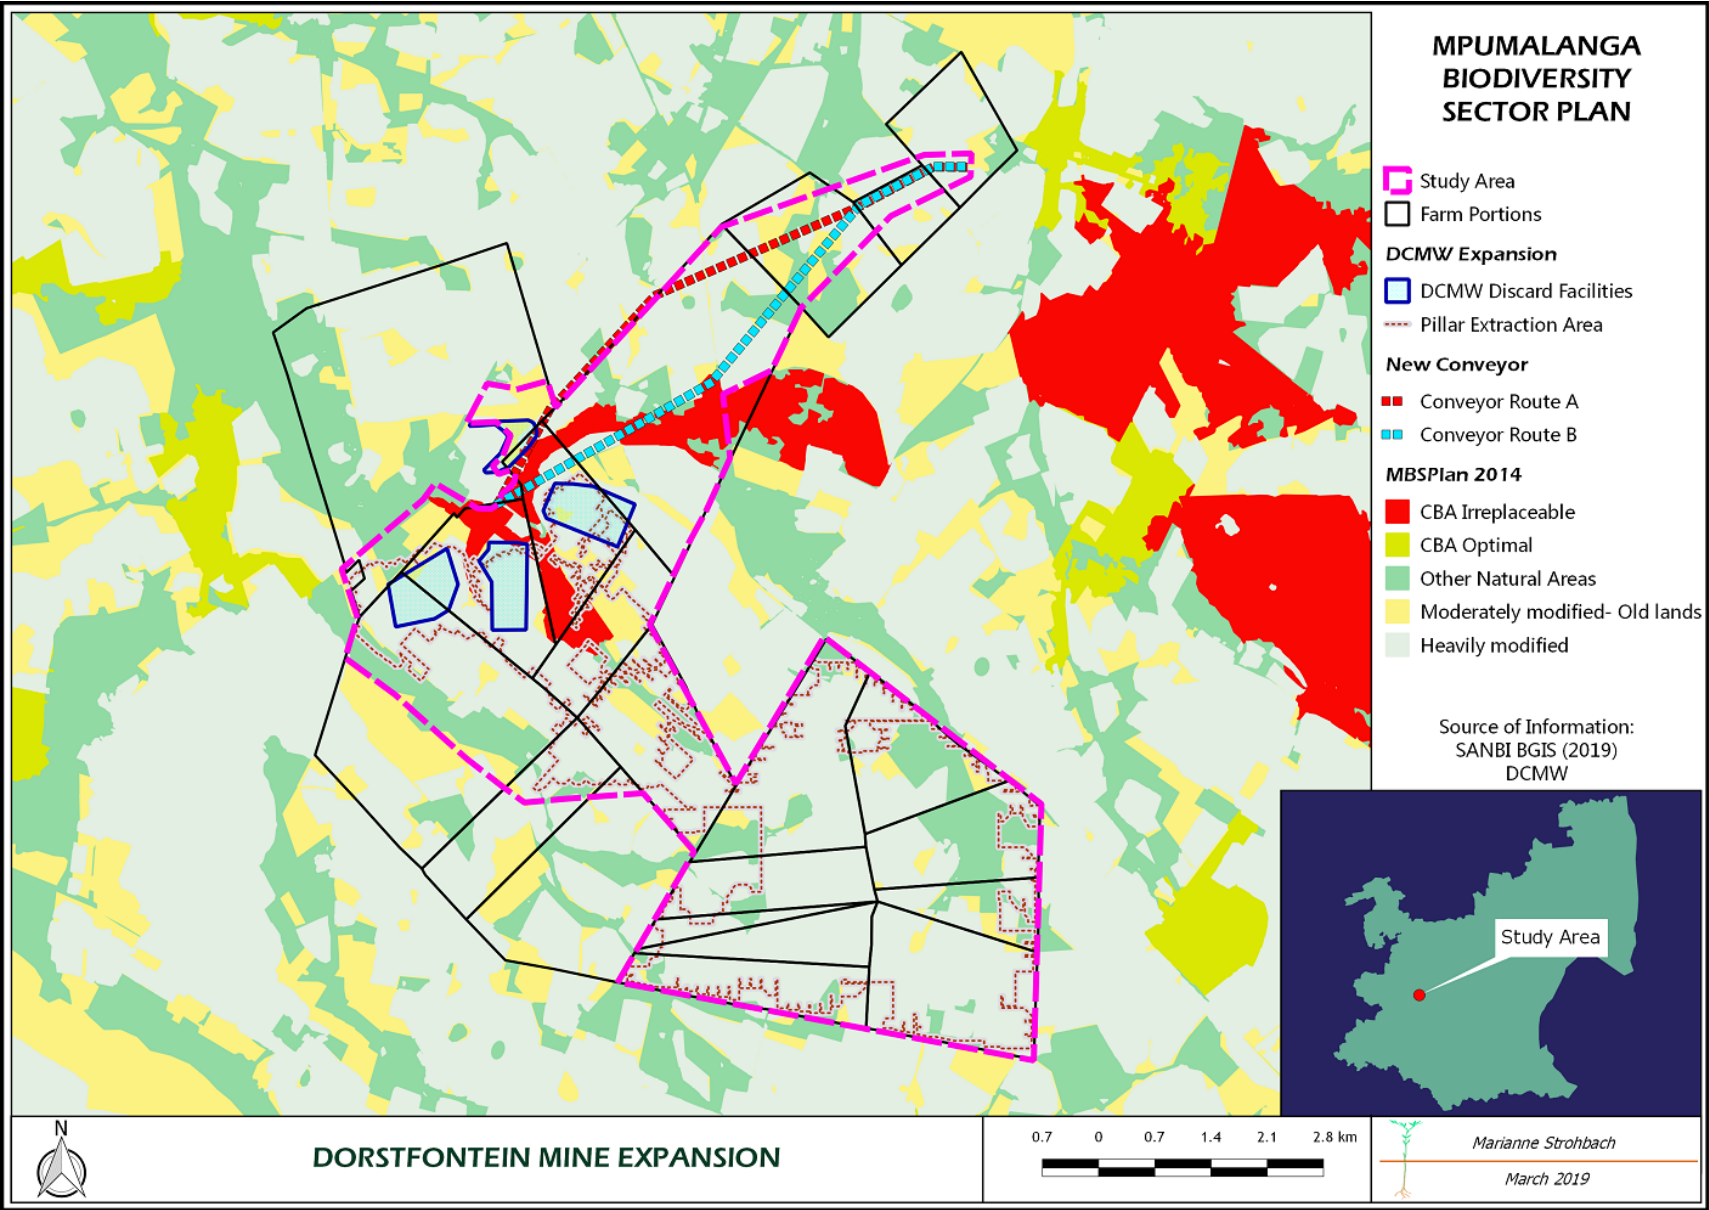 MPUMALANGA
BIODIVERSITY
SECTOR PLAN
Study Area
Farm Portions
DCMW Expansion
DCMW Discard Facilities
Pillar Extraction Area
New Conveyor
Conveyor Route A
Conveyor Route B
MBSPlan 2014
CBA Irreplaceable
CBA Optimal
Other Natural Areas
Moderately modified- Old lands
Heavily modified
Source of Information:
SANBI BGIS (2019)
DCMW
Study Area
N
DORSTFONTEIN MINE EXPANSION
0.7 0 0.7 1.4 2.1 2.8 km
Marianne Strohbach
March 2019